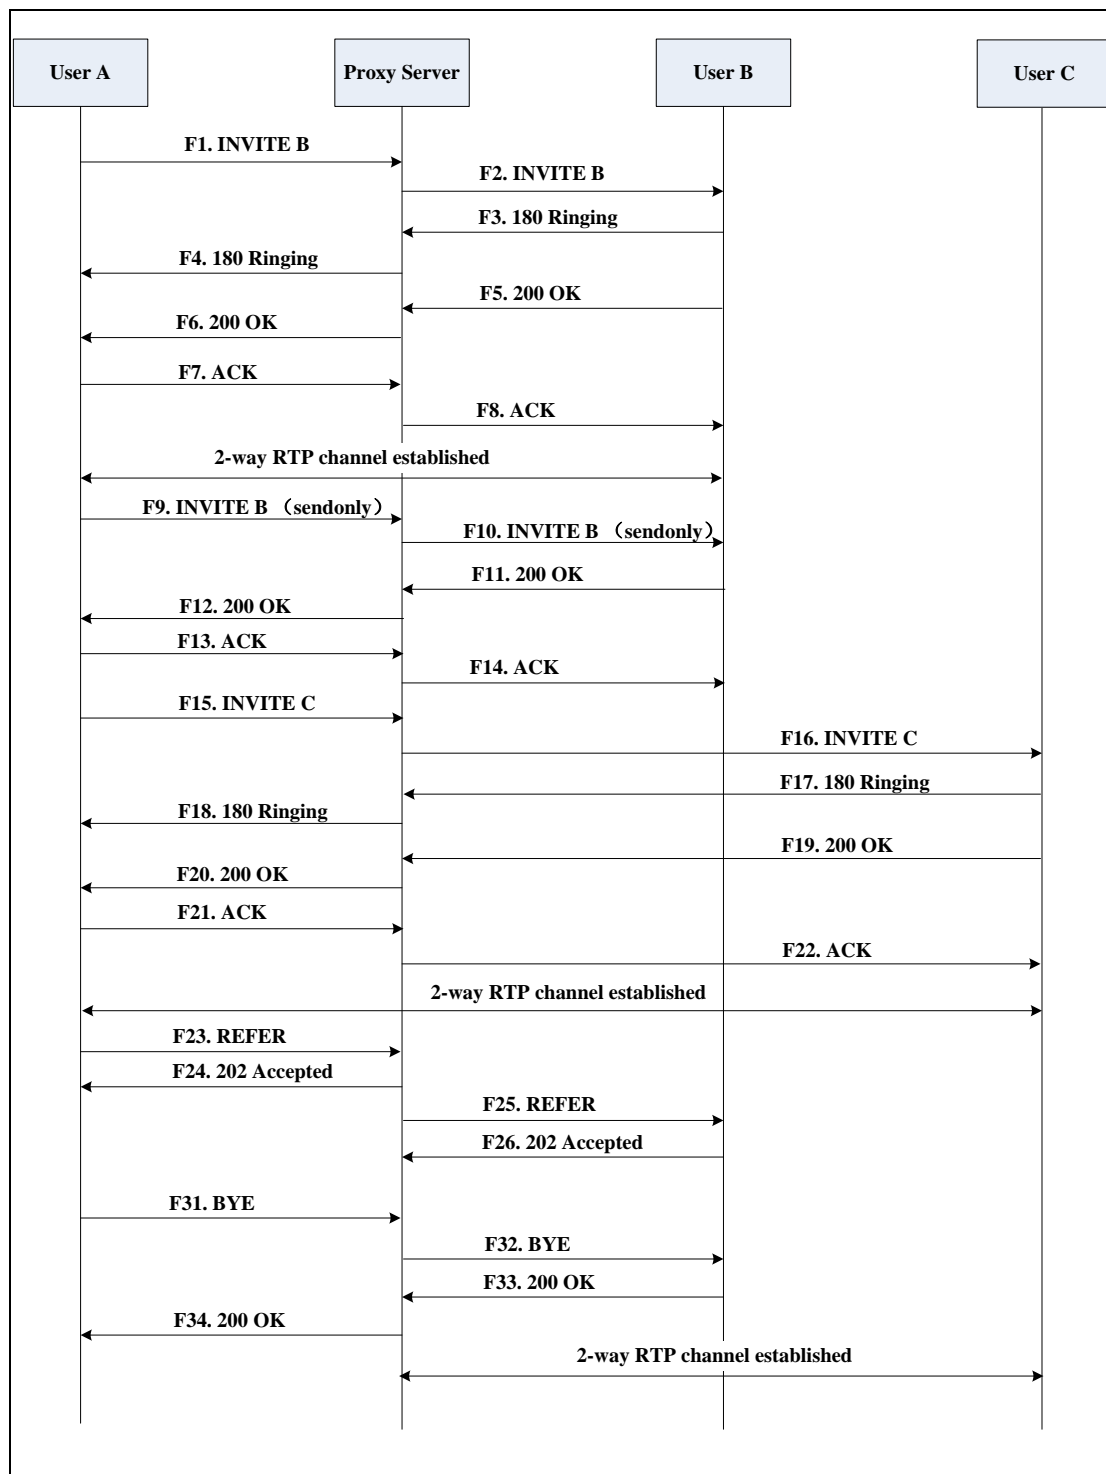 User A
Proxy Server
User B
User C
F1. INVITE B
F2. INVITE B
F3. 180 Ringing
F4. 180 Ringing
F5. 200 OK
F6. 200 OK
F7. ACK
F8. ACK
2-way RTP channel established
F9. INVITE B （sendonly）
F10. INVITE B （sendonly）
F11. 200 OK
F12. 200 OK
F13. ACK
F14. ACK
F15. INVITE C
F16. INVITE C
F17. 180 Ringing
F18. 180 Ringing
F19. 200 OK
F20. 200 OK
F21. ACK
F22. ACK
2-way RTP channel established
F23. REFER
F24. 202 Accepted
F25. REFER
F26. 202 Accepted
F31. BYE
F32. BYE
F33. 200 OK
F34. 200 OK
2-way RTP channel established